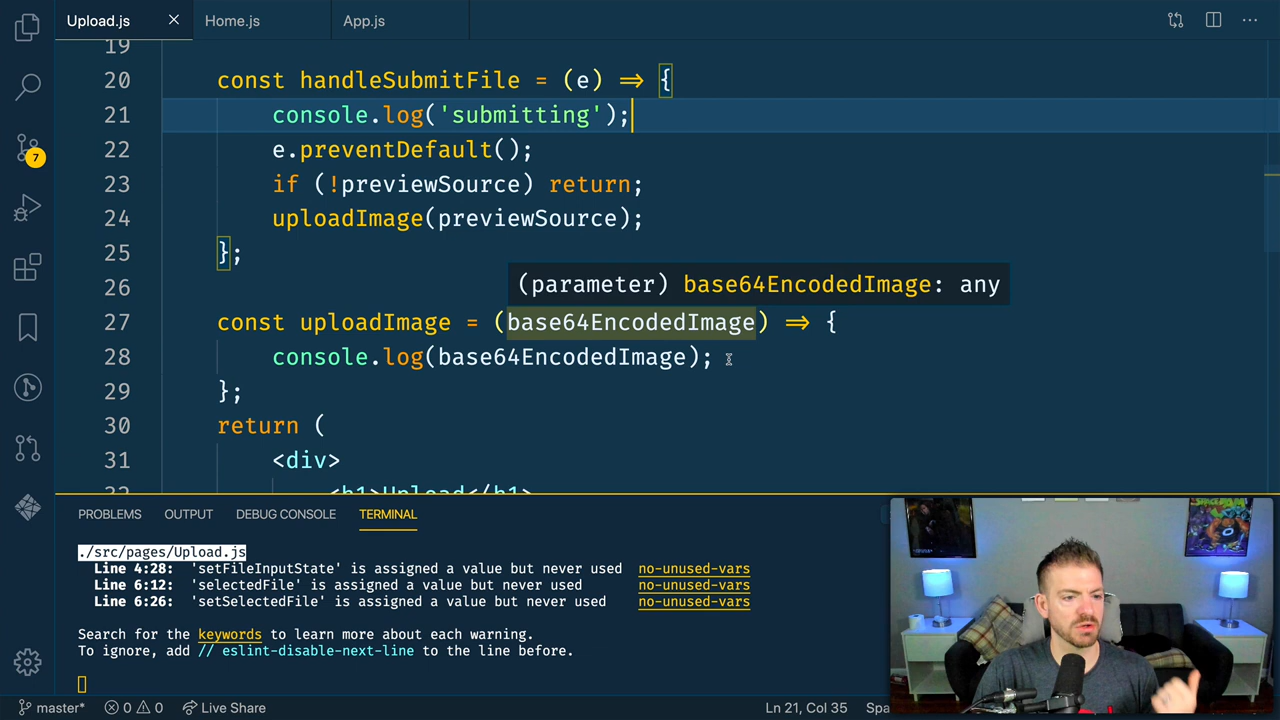 Upload.js
Home.js
App.js
19
20 const handleSubmitFile = (e) => {
21 console.log('submitting');
22 e.preventDefault();
23 if (!previewSource) return;
24 uploadImage(previewSource);
25 };
26
(parameter) base64EncodedImage: any
27 const uploadImage = (base64EncodedImage) => {
28 console.log(base64EncodedImage);
29 };
30 return (
31 <div>
<h1>Upload</h1>
7
PROBLEMS OUTPUT DEBUG CONSOLE TERMINAL
./src/pages/Upload.js
Line 4:28: 'setFileInputState' is assigned a value but never used no-unused-vars
Line 6:12: 'selectedFile' is assigned a value but never used no-unused-vars
Line 6:26: 'setSelectedFile' is assigned a value but never used no-unused-vars
Search for the keywords to learn more about each warning.
To ignore, add // eslint-disable-next-line to the line before.
master* 0 0 Live Share Ln 21, Col 35 Spa